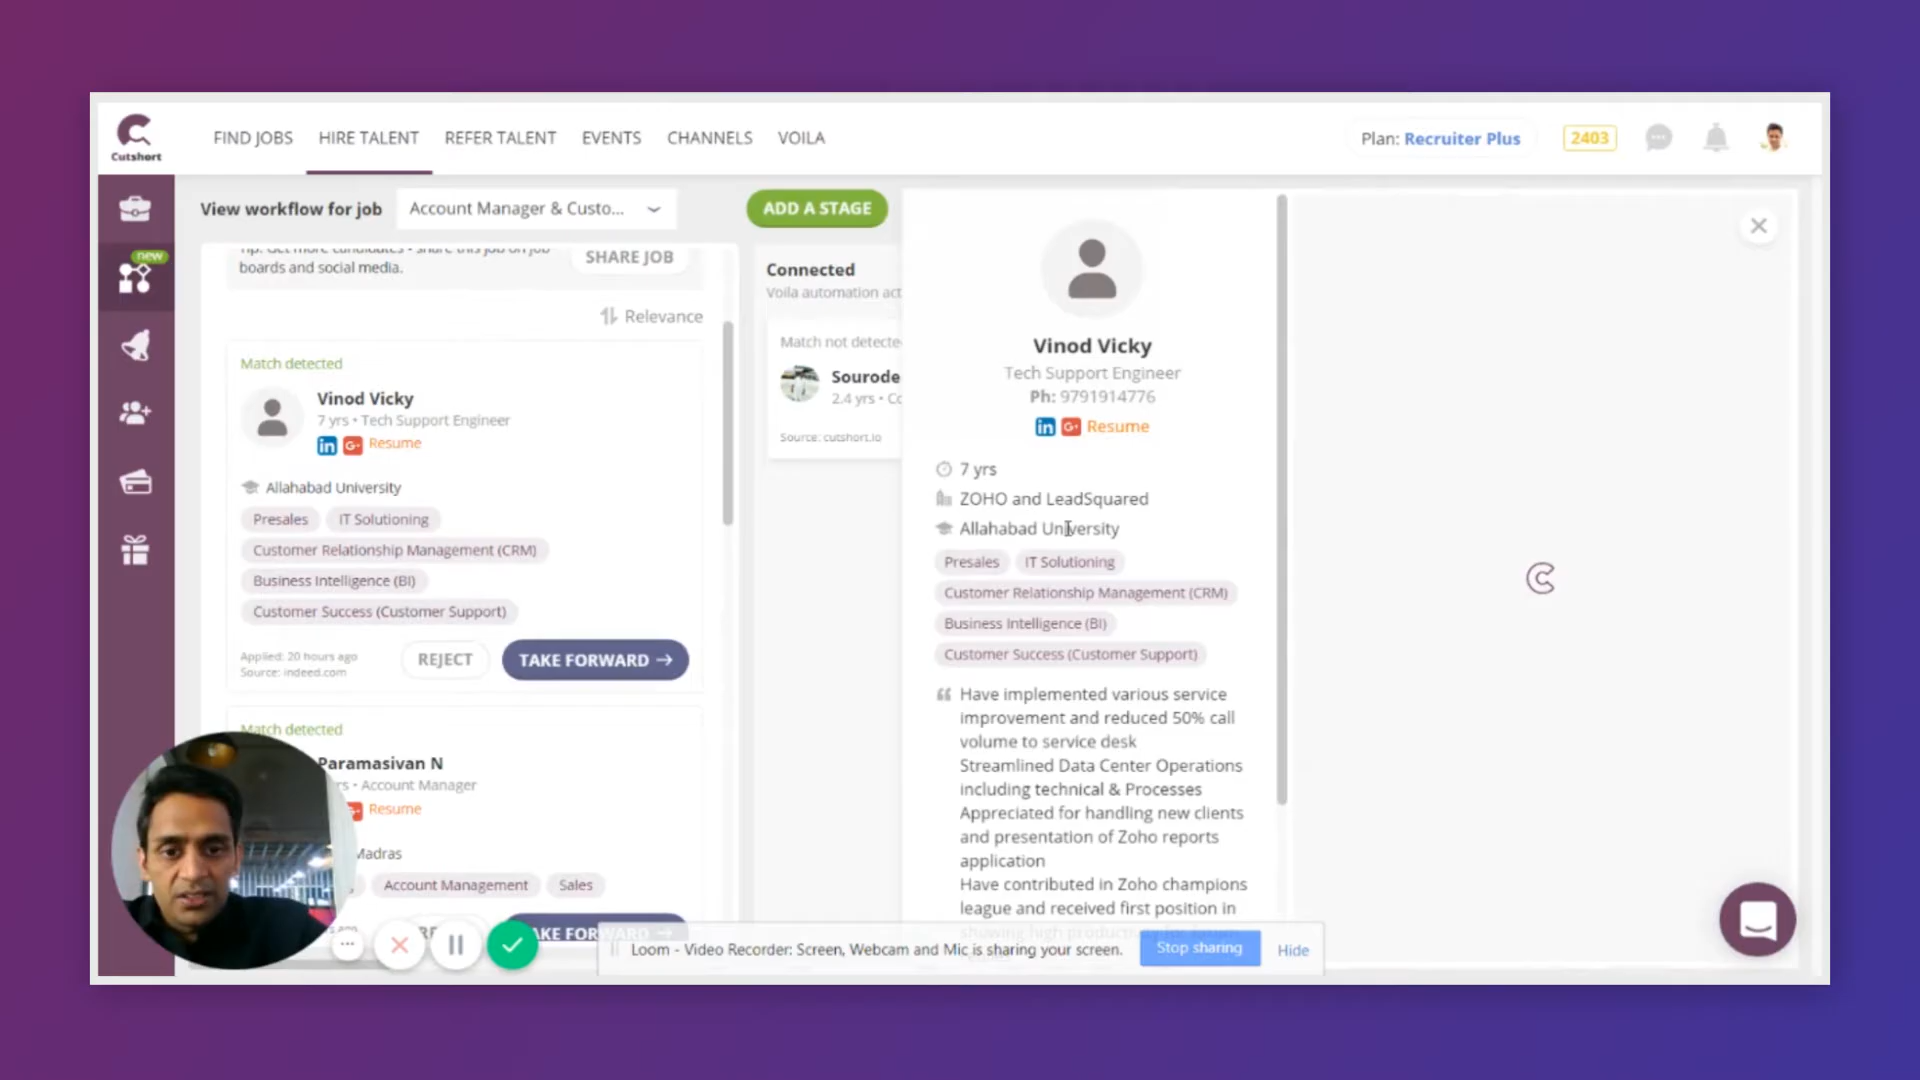 Cutshort
FIND JOBS
HIRE TALENT
REFER TALENT
EVENTS
CHANNELS
VOILA
Plan: Recruiter Plus
2403
new
View workflow for job
Account Manager & Custo...
ADD A STAGE
boards and social media.
SHARE JOB
Relevance
Match detected
Vinod Vicky
7 yrs • Tech Support Engineer
in G+ Resume
Allahabad University
Presales
IT Solutioning
Customer Relationship Management (CRM)
Business Intelligence (BI)
Customer Success (Customer Support)
Applied: 20 hours ago
Source: indeed.com
REJECT
TAKE FORWARD →
Match detected
Paramasivan N
rs • Account Manager
Resume
Madras
Account Management
Sales
Connected
Voila automation act
Match not detecte
Sourode
2.4 yrs • Co
Source: cutshort.io
Vinod Vicky
Tech Support Engineer
Ph: 9791914776
in G+ Resume
7 yrs
ZOHO and LeadSquared
Allahabad University
Presales
IT Solutioning
Customer Relationship Management (CRM)
Business Intelligence (BI)
Customer Success (Customer Support)
Have implemented various service
improvement and reduced 50% call
volume to service desk
Streamlined Data Center Operations
including technical & Processes
Appreciated for handling new clients
and presentation of Zoho reports
application
Have contributed in Zoho champions
league and received first position in
Loom - Video Recorder: Screen, Webcam and Mic is sharing your screen.
Stop sharing
Hide